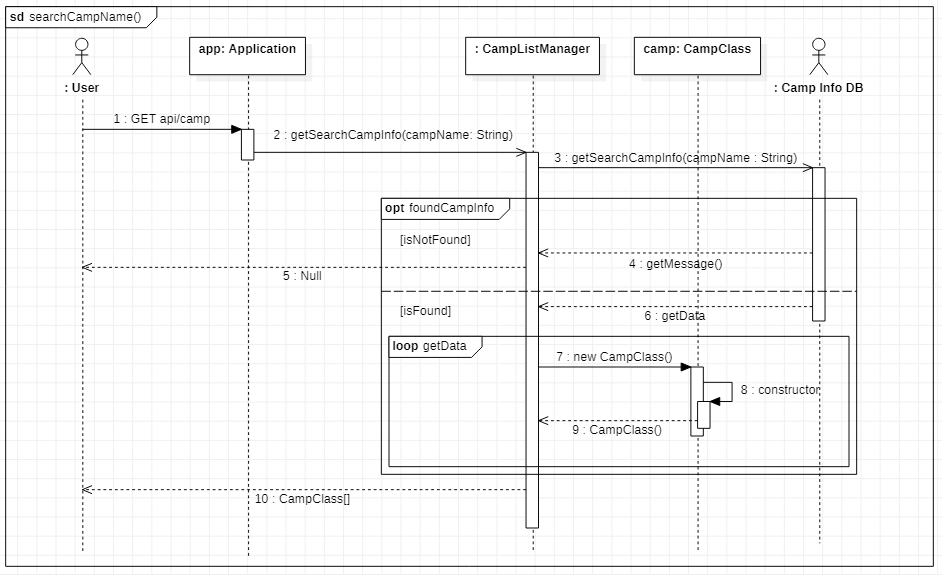 sd searchCampName()
: User
app: Application
: CampListManager
camp: CampClass
: Camp Info DB
1 : GET api/camp
2 : getSearchCampInfo(campName: String)
3 : getSearchCampInfo(campName : String)
opt foundCampInfo
[isNotFound]
4 : getMessage()
5 : Null
[isFound]
6 : getData
loop getData
7 : new CampClass()
8 : constructor
9 : CampClass()
10 : CampClass[]